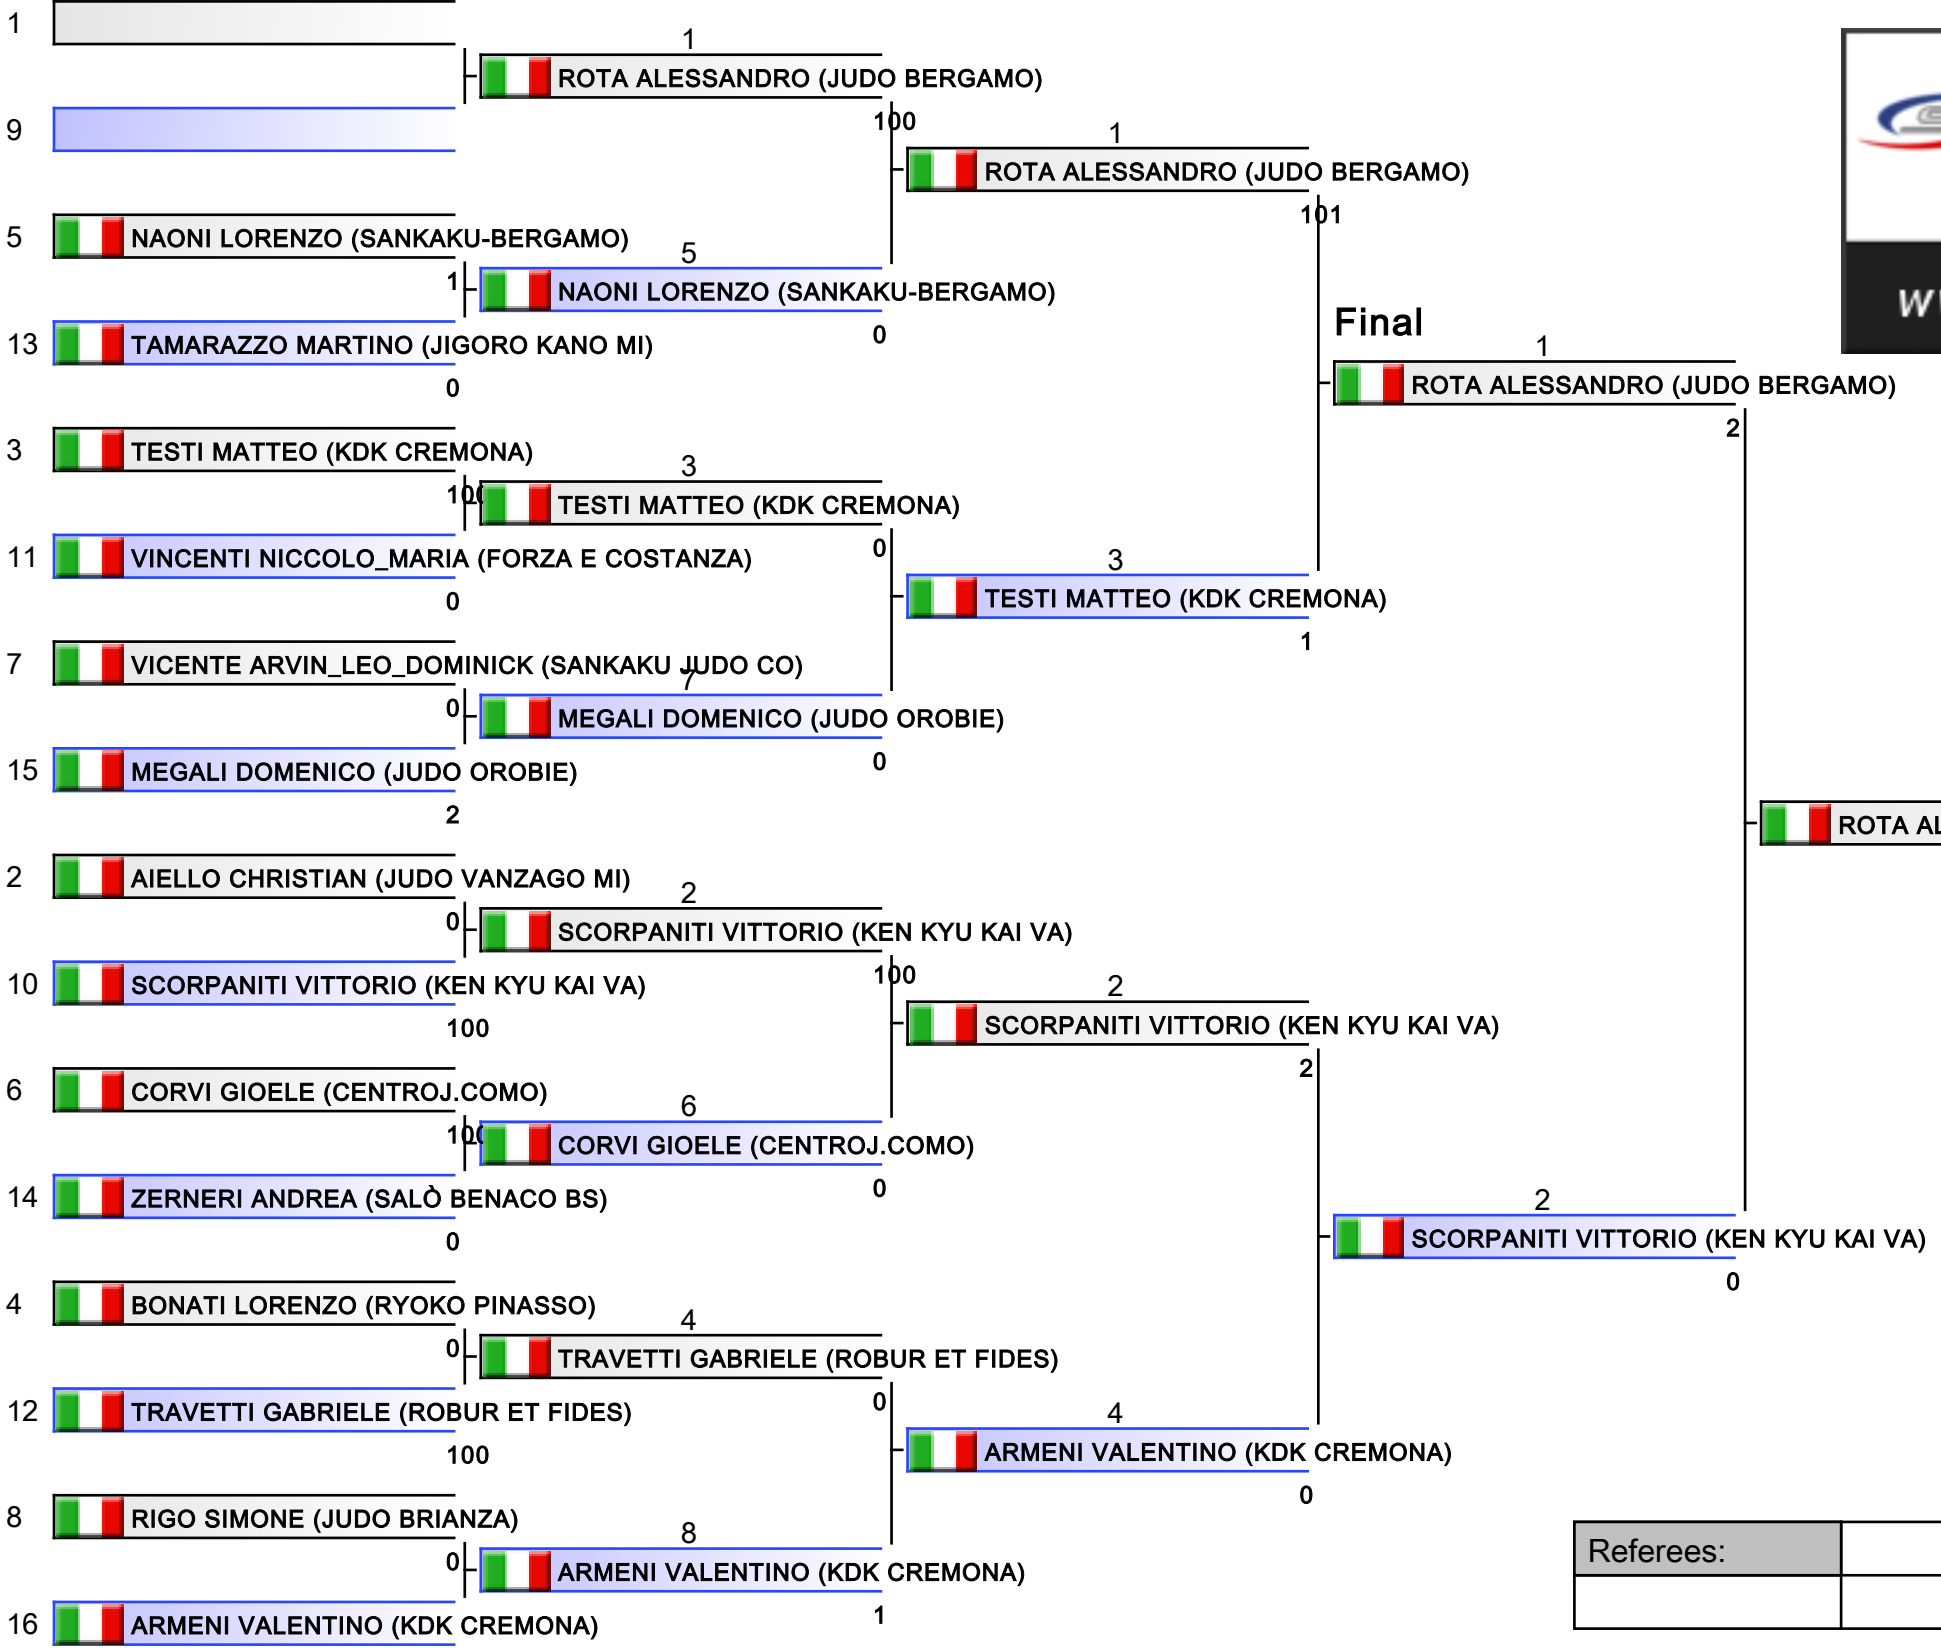 1
9
5 NAONI LORENZO (SANKAKU-BERGAMO)
1
13 TAMARAZZO MARTINO (JIGORO KANO MI)
0
3 TESTI MATTEO (KDK CREMONA)
100
11 VINCENTI NICCOLO_MARIA (FORZA E COSTANZA)
0
7 VICENTE ARVIN_LEO_DOMINICK (SANKAKU JUDO CO)
0
15 MEGALI DOMENICO (JUDO OROBIE)
2
2 AIELLO CHRISTIAN (JUDO VANZAGO MI)
0
10 SCORPANITI VITTORIO (KEN KYU KAI VA)
100
6 CORVI GIOELE (CENTROJ.COMO)
100
14 ZERNERI ANDREA (SALÒ BENACO BS)
0
4 BONATI LORENZO (RYOKO PINASSO)
0
12 TRAVETTI GABRIELE (ROBUR ET FIDES)
100
8 RIGO SIMONE (JUDO BRIANZA)
0
16 ARMENI VALENTINO (KDK CREMONA)
1
ROTA ALESSANDRO (JUDO BERGAMO)
100
5
NAONI LORENZO (SANKAKU-BERGAMO)
0
3
TESTI MATTEO (KDK CREMONA)
0
7
MEGALI DOMENICO (JUDO OROBIE)
0
2
SCORPANITI VITTORIO (KEN KYU KAI VA)
100
6
CORVI GIOELE (CENTROJ.COMO)
0
4
TRAVETTI GABRIELE (ROBUR ET FIDES)
0
8
ARMENI VALENTINO (KDK CREMONA)
1
1
ROTA ALESSANDRO (JUDO BERGAMO)
101
3
TESTI MATTEO (KDK CREMONA)
1
2
SCORPANITI VITTORIO (KEN KYU KAI VA)
2
4
ARMENI VALENTINO (KDK CREMONA)
0
Final
1
ROTA ALESSANDRO (JUDO BERGAMO)
2
2
SCORPANITI VITTORIO (KEN KYU KAI VA)
0
ROTA AL
Referees: